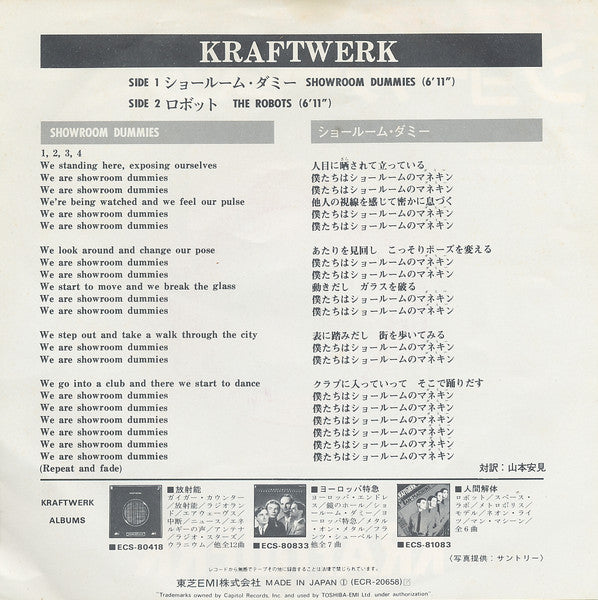 KRAFTWERK
SIDE 1 ショールーム・ダミー SHOWROOM DUMMIES (6'11")
SIDE 2 ロボット THE ROBOTS (6'11")
SHOWROOM DUMMIES
1, 2, 3, 4
We standing here, exposing ourselves
We are showroom dummies
We are showroom dummies
We're being watched and we feel our pulse
We are showroom dummies
We are showroom dummies
We look around and change our pose
We are showroom dummies
We are showroom dummies
We start to move and we break the glass
We are showroom dummies
We are showroom dummies
We step out and take a walk through the city
We are showroom dummies
We are showroom dummies
We go into a club and there we start to dance
We are showroom dummies
We are showroom dummies
We are showroom dummies
We are showroom dummies
We are showroom dummies
We are showroom dummies
(Repeat and fade)
ショールーム・ダミー
人目に晒されて立っている
僕たちはショールームのマネキン
僕たちはショールームのマネキン
他人の視線を感じて密かに息づく
僕たちはショールームのマネキン
僕たちはショールームのマネキン
あたりを見回し こっそりポーズを変える
僕たちはショールームのマネキン
僕たちはショールームのマネキン
動きだし ガラスを破る
僕たちはショールームのマネキン
僕たちはショールームのマネキン
表に踏みだし 街を歩いてみる
僕たちはショールームのマネキン
僕たちはショールームのマネキン
クラブに入っていって そこで踊りだす
僕たちはショールームのマネキン
僕たちはショールームのマネキン
僕たちはショールームのマネキン
僕たちはショールームのマネキン
僕たちはショールームのマネキン
僕たちはショールームのマネキン
対訳：山本安見
KRAFTWERK
ALBUMS
■放射能
ガイガー・カウンター
／放射能／ラジオランド
／エアウェーヴス／
中断／ニュース／エネ
ルギーの声／アンテナ
／ラジオ・スターズ／
ウラニウム／他全12曲
■ECS-80418
■ヨーロッパ特急
ヨーロッパ・エンドレ
ス／鏡のホール／ショ
ールーム・ダミー／ヨ
ーロッパ特急／メタル
・オン・メタル／フラ
ンツ・シューベルト／
他全7曲
■ECS-80833
■人間解体
ロボット／スペース・
ラボ／メトロポリス／
モデル／ネオン・ライ
ツ／マン・マシーン／
全6曲
■ECS-81083
(写真提供：サントリー)
レコードから無断でテープその他に録音することは法律で禁じられています。
東芝EMI株式会社 MADE IN JAPAN ① (ECR-20658)
"Trademarks owned by Capitol Records, Inc. and used by TOSHIBA-EMI Ltd. under authorization"